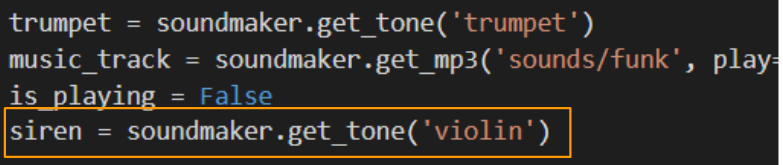 trumpet = soundmaker.get_tone('trumpet')
music_track = soundmaker.get_mp3('sounds/funk', play=
is_playing = False
siren = soundmaker.get_tone('violin')